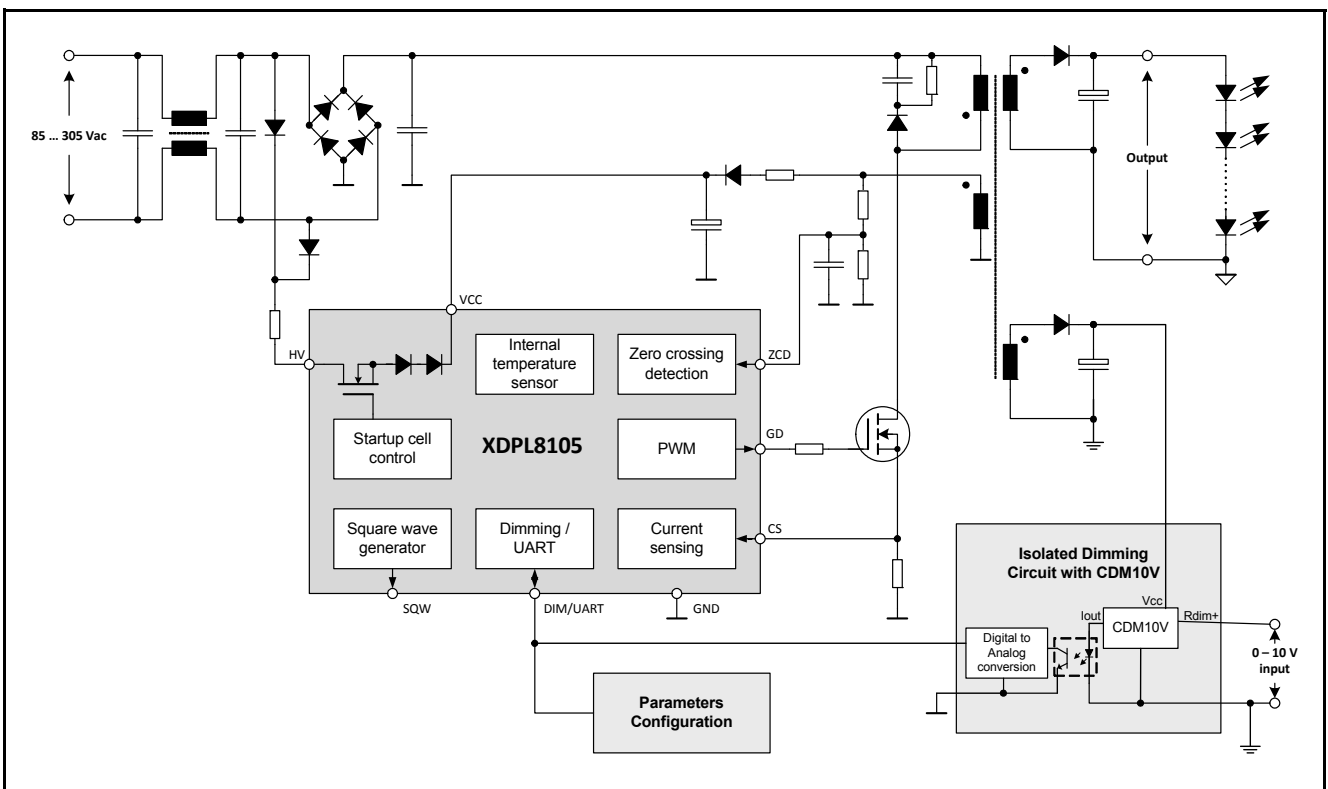 85 ... 305 Vac
Output
VCC
HV
Internal
temperature
sensor
Zero crossing
detection
ZCD
Startup cell
control
XDPL8105
PWM
GD
Square wave
generator
Dimming /
UART
Current
sensing
CS
SQW
DIM/UART
GND
Isolated Dimming
Circuit with CDM10V
Vcc
Iout
Rdim+
CDM10V
Digital to
Analog
conversion
0 – 10 V
input
Parameters
Configuration